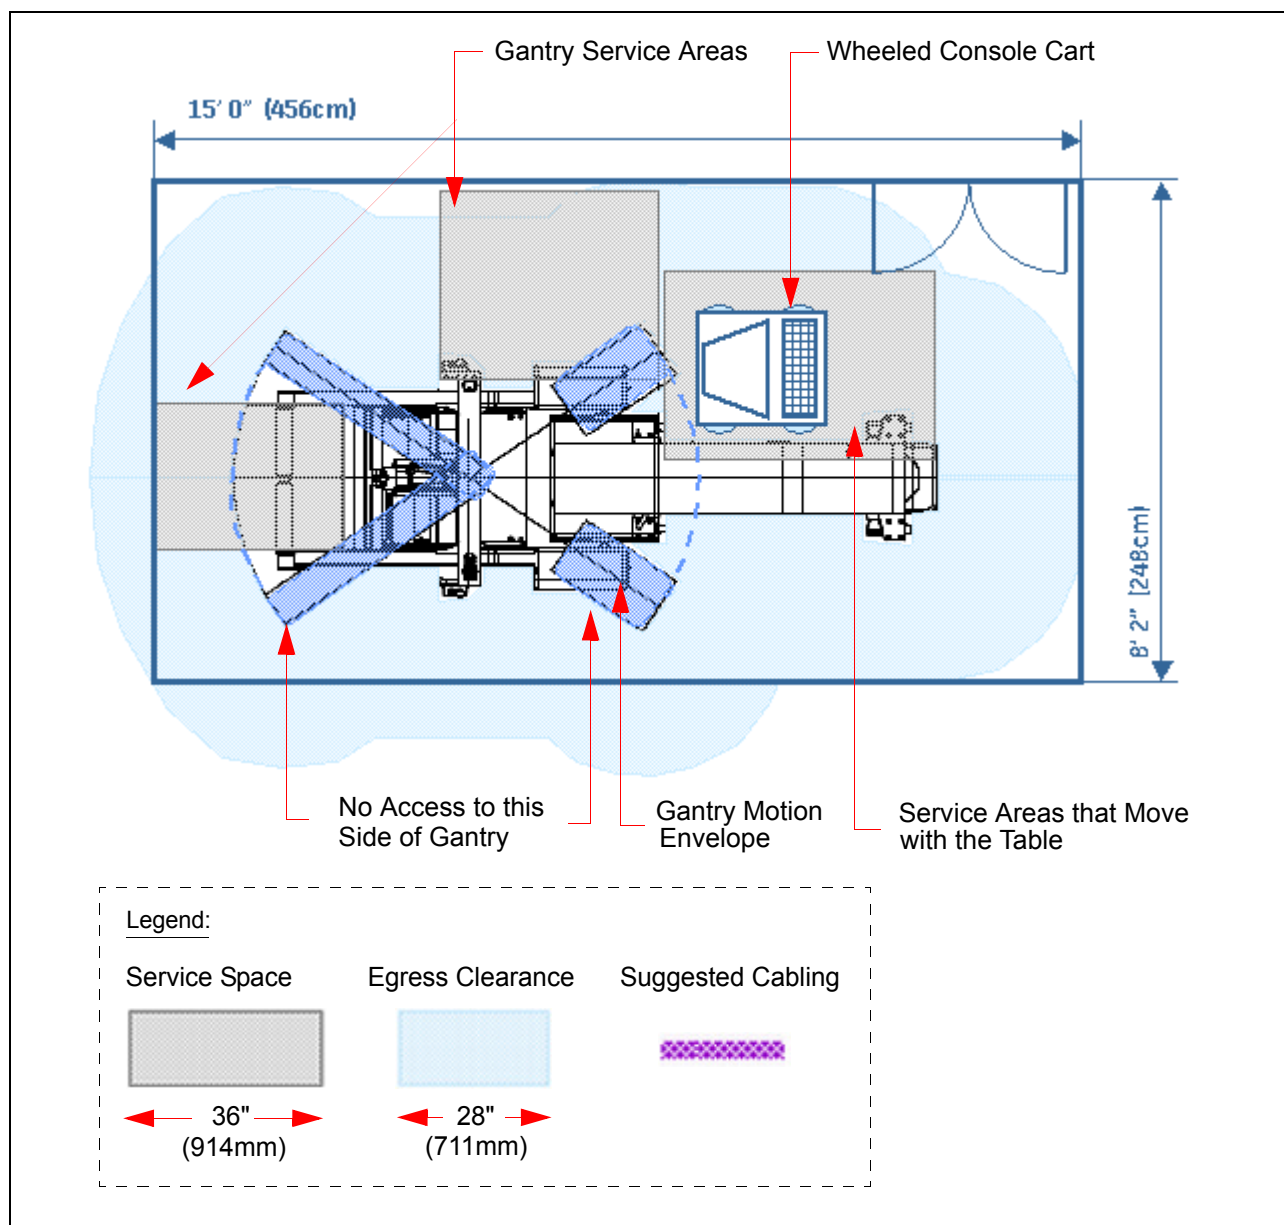 Gantry Service Areas
Wheeled Console Cart
15' 0" (456cm)
8' 2" [248cm)
No Access to this
Side of Gantry
Gantry Motion
Envelope
Service Areas that Move
with the Table
Legend:
Service Space
Egress Clearance
Suggested Cabling
36"
(914mm)
28"
(711mm)